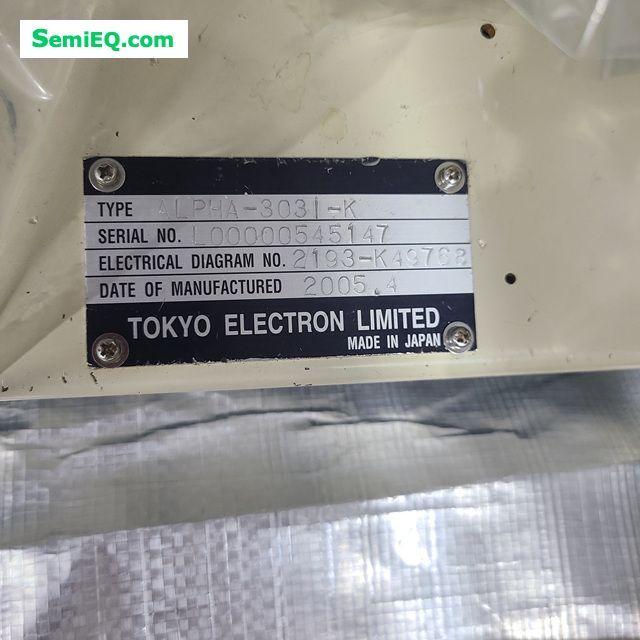 SemiEQ.com
TYPE ALPHA-303I-K
SERIAL NO. L00000545147
ELECTRICAL DIAGRAM NO. 2193-K49768
DATE OF MANUFACTURED 2005.4
TOKYO ELECTRON LIMITED
MADE IN JAPAN